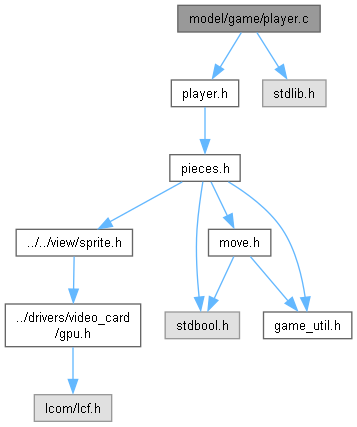 model/game/player.c
player.h
stdlib.h
pieces.h
../../view/sprite.h
move.h
../drivers/video_card
/gpu.h
stdbool.h
game_util.h
lcom/lcf.h